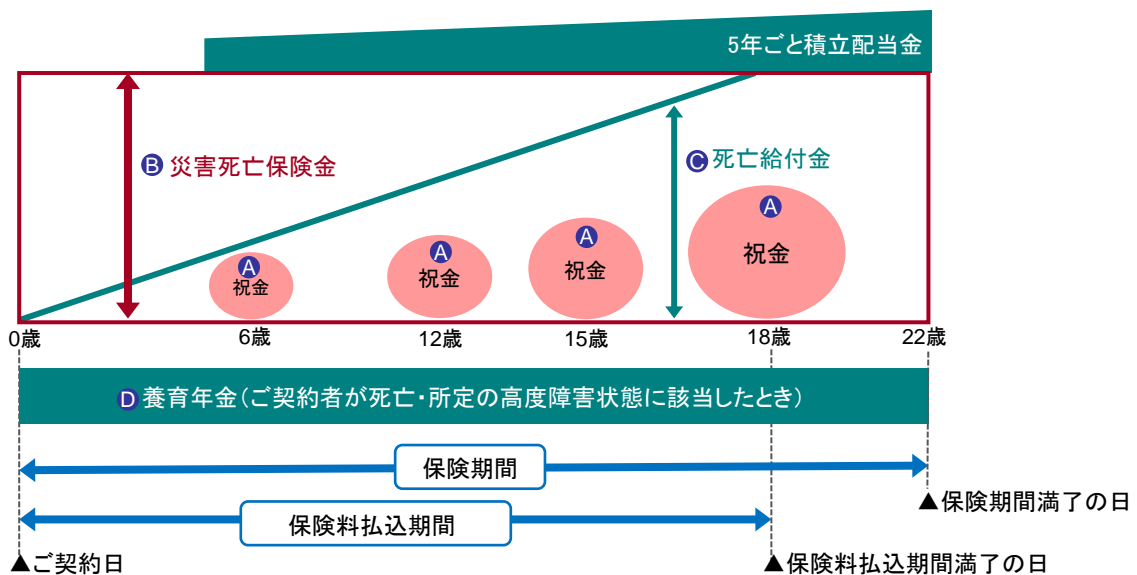 5年ごと積立配当金
B 災害死亡保険金
C 死亡給付金
A
祝金
A
祝金
A
祝金
A
祝金
0歳
6歳
12歳
15歳
18歳
22歳
D 養育年金(ご契約者が死亡・所定の高度障害状態に該当したとき)
保険期間
▲保険期間満了の日
保険料払込期間
▲ご契約日
▲保険料払込期間満了の日